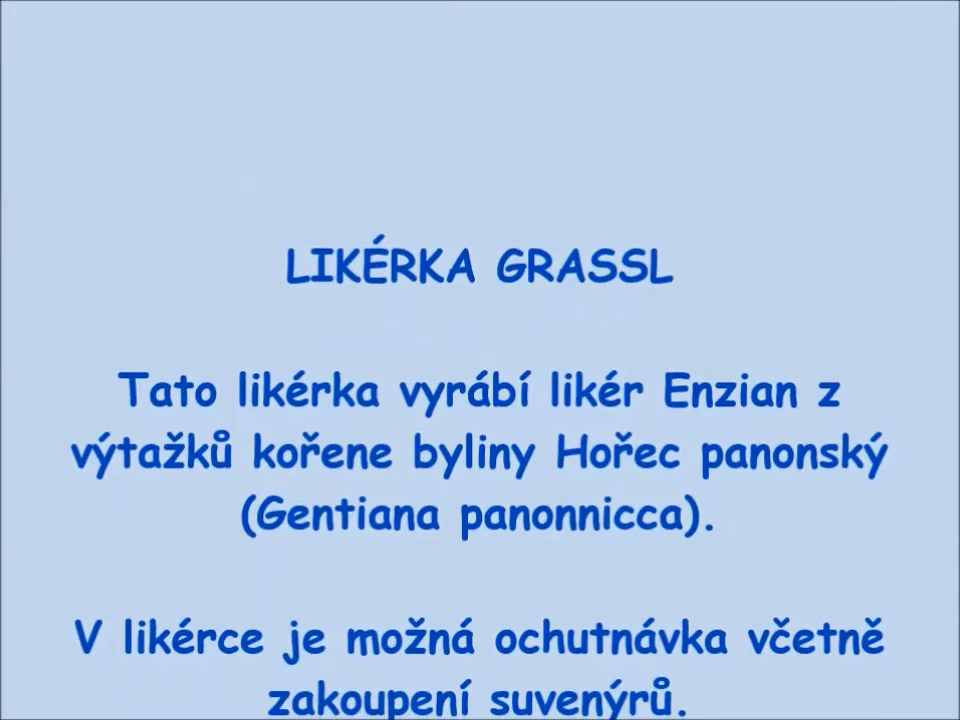 LIKÉRKA GRASSL
Tato likérka vyrábí likér Enzian z
výtažků kořene byliny Hořec panonský
(Gentiana panonnicca).
V likérce je možná ochutnávka včetně
zakoupení suvenýrů.